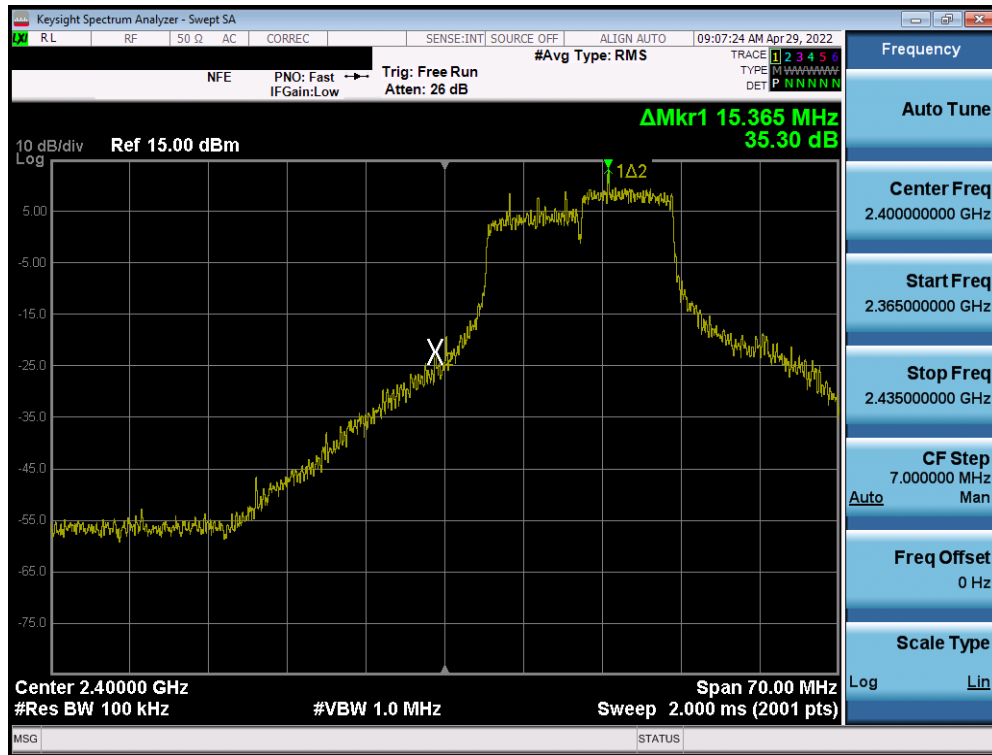 Keysight Spectrum Analyzer - Swept SA
LXI RL RF 50 Ω AC CORREC SENSE:INT SOURCE OFF ALIGN AUTO 09:07:24 AM Apr 29, 2022
#Avg Type: RMS
TRACE 1 2 3 4 5 6
TYPE M WWWWW
DET P N N N N N
NFE PNO: Fast Trig: Free Run
IFGain:Low Atten: 26 dB
ΔMkr1 15.365 MHz
35.30 dB
10 dB/div Ref 15.00 dBm
Log
1Δ2
5.00
-5.00
-15.0
X
-25.0
-35.0
-45.0
-55.0
-65.0
-75.0
Center 2.40000 GHz Span 70.00 MHz
#Res BW 100 kHz #VBW 1.0 MHz Sweep 2.000 ms (2001 pts)
MSG STATUS
Frequency
Auto Tune
Center Freq
2.400000000 GHz
Start Freq
2.365000000 GHz
Stop Freq
2.435000000 GHz
CF Step
7.000000 MHz
Auto Man
Freq Offset
0 Hz
Scale Type
Log Lin